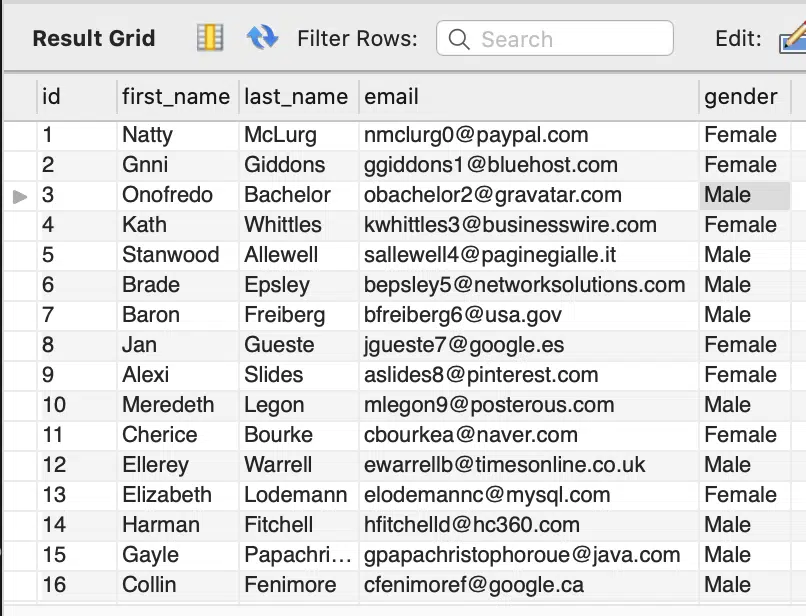 Result Grid Filter Rows: Search Edit:
id first_name last_name email gender
1 Natty McLurg nmclurg0@paypal.com Female
2 Gnni Giddons ggiddons1@bluehost.com Female
3 Onofredo Bachelor obachelor2@gravatar.com Male
4 Kath Whittles kwhittles3@businesswire.com Female
5 Stanwood Allewell sallewell4@paginegialle.it Male
6 Brade Epsley bepsley5@networksolutions.com Male
7 Baron Freiberg bfreiberg6@usa.gov Male
8 Jan Gueste jgueste7@google.es Female
9 Alexi Slides aslides8@pinterest.com Female
10 Meredeth Legon mlegon9@posterous.com Male
11 Cherice Bourke cbourkea@naver.com Female
12 Ellerey Warrell ewarrellb@timesonline.co.uk Male
13 Elizabeth Lodemann elodemannc@mysql.com Female
14 Harman Fitchell hfitchelld@hc360.com Male
15 Gayle Papachri... gpapachristophoroue@java.com Male
16 Collin Fenimore cfenimoref@google.ca Male